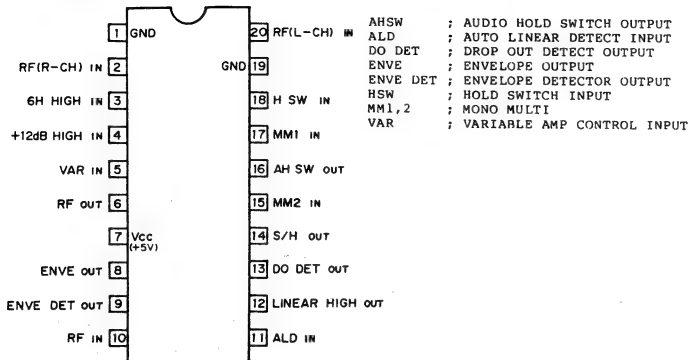 1 GND
RF(R-CH) IN 2
6H HIGH IN 3
+12dB HIGH IN 4
VAR IN 5
RF OUT 6
7 Vcc
(+5V)
ENVE OUT 8
ENVE DET OUT 9
RF IN 10
20 RF(L-CH) IN
GND 19
18 H SW IN
17 MM1 IN
16 AH SW OUT
15 MM2 IN
14 S/H OUT
13 DO DET OUT
12 LINEAR HIGH OUT
11 ALD IN
AHSW ; AUDIO HOLD SWITCH OUTPUT
ALD ; AUTO LINEAR DETECT INPUT
DO DET ; DROP OUT DETECT OUTPUT
ENVE ; ENVELOPE OUTPUT
ENVE DET ; ENVELOPE DETECTOR OUTPUT
HSW ; HOLD SWITCH INPUT
MM1,2 ; MONO MULTI
VAR ; VARIABLE AMP CONTROL INPUT